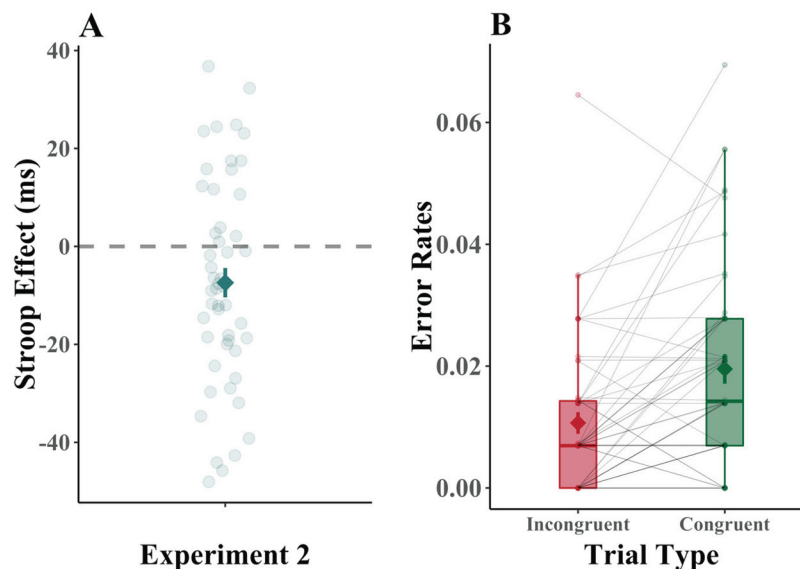 A
40
20
0
-20
-40
Stroop Effect (ms)
Experiment 2
B
0.06
0.04
0.02
0.00
Error Rates
Incongruent Congruent
Trial Type